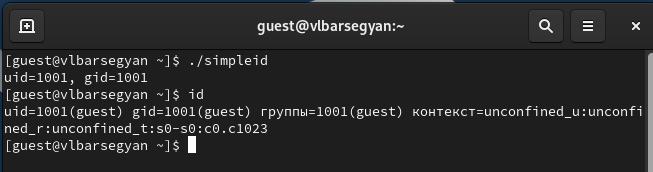 guest@vlbarsegyan:~
[guest@vlbarsegyan ~]$ ./simpleid
uid=1001, gid=1001
[guest@vlbarsegyan ~]$ id
uid=1001(guest) gid=1001(guest) группы=1001(guest) контекст=unconfined_u:unconfi
ned_r:unconfined_t:s0-s0:c0.c1023
[guest@vlbarsegyan ~]$